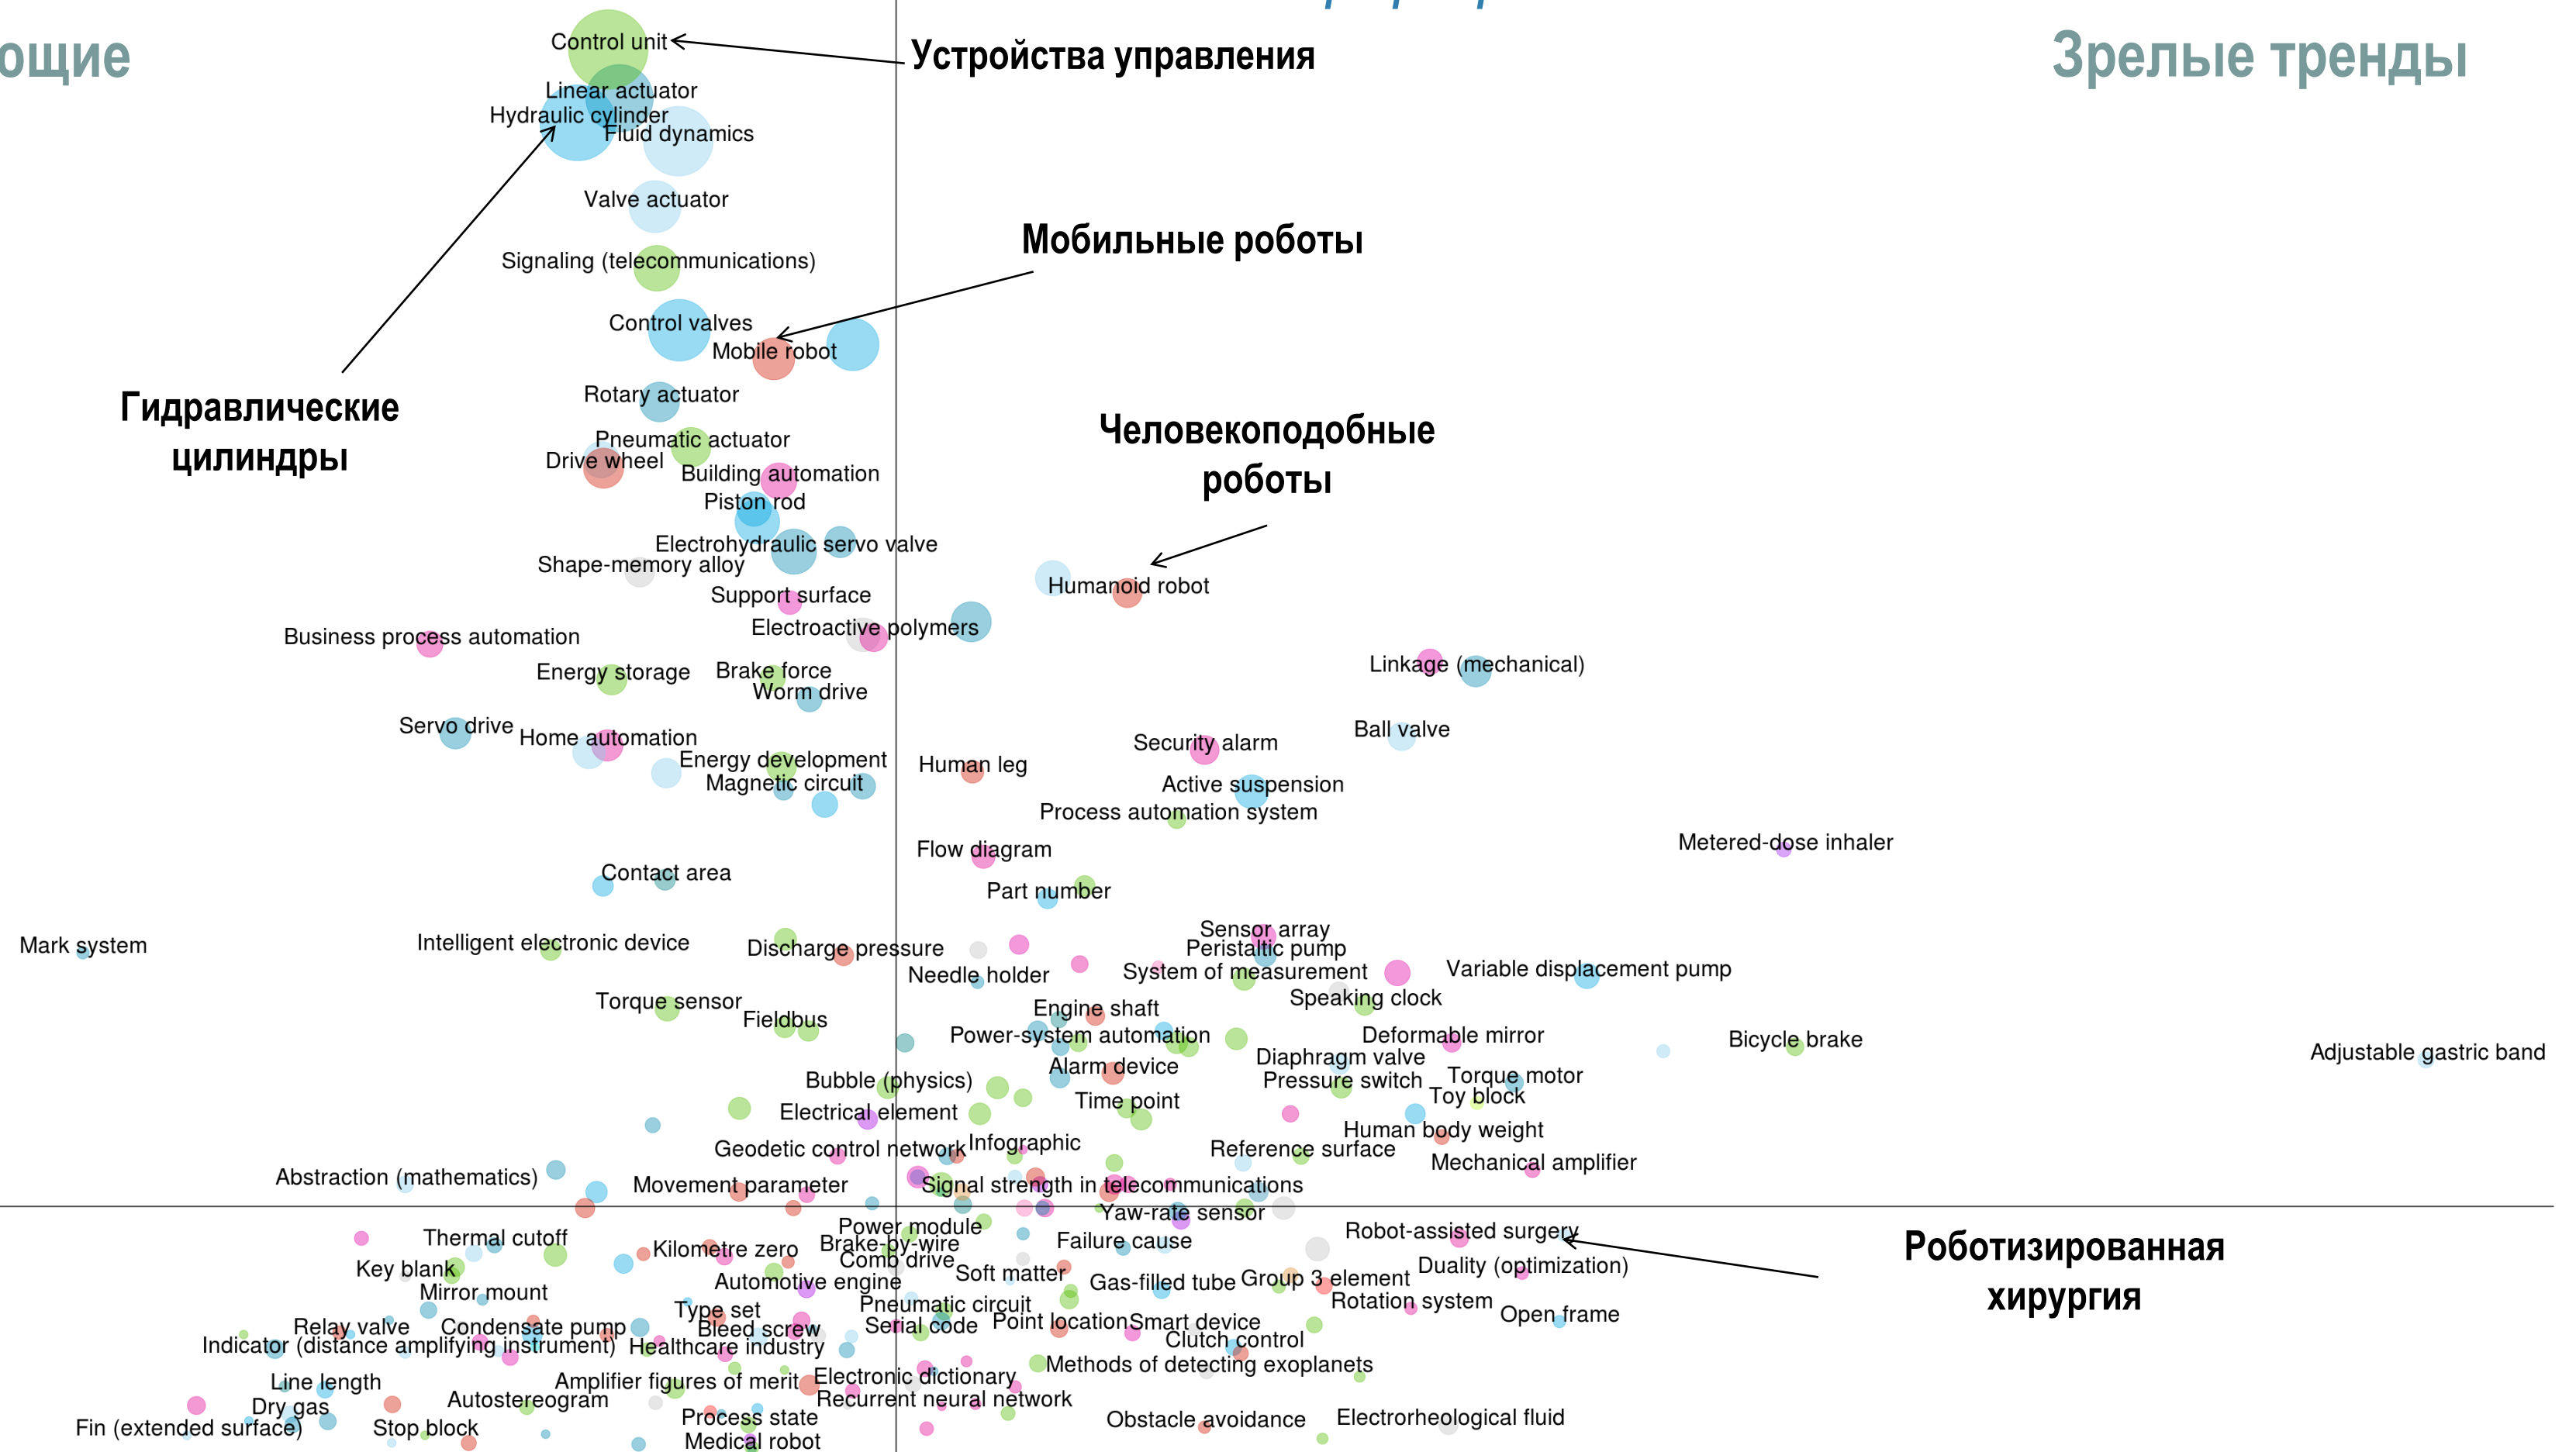 ощие
Зрелые тренды
Control unit
Устройства управления
Linear actuator
Hydraulic cylinder
Fluid dynamics
Valve actuator
Мобильные роботы
Signaling (telecommunications)
Control valves
Mobile robot
Rotary actuator
Гидравлические
цилиндры
Человекоподобные
роботы
Pneumatic actuator
Drive wheel
Building automation
Piston rod
Electrohydraulic servo valve
Shape-memory alloy
Humanoid robot
Support surface
Electroactive polymers
Business process automation
Linkage (mechanical)
Energy storage
Brake force
Worm drive
Servo drive
Ball valve
Home automation
Security alarm
Energy development
Human leg
Magnetic circuit
Active suspension
Process automation system
Metered-dose inhaler
Flow diagram
Contact area
Part number
Sensor array
Mark system
Intelligent electronic device
Discharge pressure
Peristaltic pump
Needle holder
System of measurement
Variable displacement pump
Speaking clock
Torque sensor
Engine shaft
Fieldbus
Power-system automation
Deformable mirror
Bicycle brake
Adjustable gastric band
Diaphragm valve
Alarm device
Bubble (physics)
Pressure switch
Torque motor
Toy block
Time point
Electrical element
Human body weight
Geodetic control network
Infographic
Reference surface
Mechanical amplifier
Abstraction (mathematics)
Movement parameter
Signal strength in telecommunications
Yaw-rate sensor
Power module
Robot-assisted surgery
Роботизированная
хирургия
Thermal cutoff
Brake-by-wire
Failure cause
Kilometre zero
Comb drive
Key blank
Soft matter
Duality (optimization)
Automotive engine
Gas-filled tube
Group 3 element
Mirror mount
Rotation system
Type set
Pneumatic circuit
Open frame
Relay valve
Condensate pump
Bleed screw
Serial code
Point location
Smart device
Indicator (distance amplifying instrument)
Healthcare industry
Clutch control
Methods of detecting exoplanets
Line length
Amplifier figures of merit
Electronic dictionary
Autostereogram
Recurrent neural network
Dry gas
Process state
Obstacle avoidance
Electrorheological fluid
Fin (extended surface)
Stop block
Medical robot